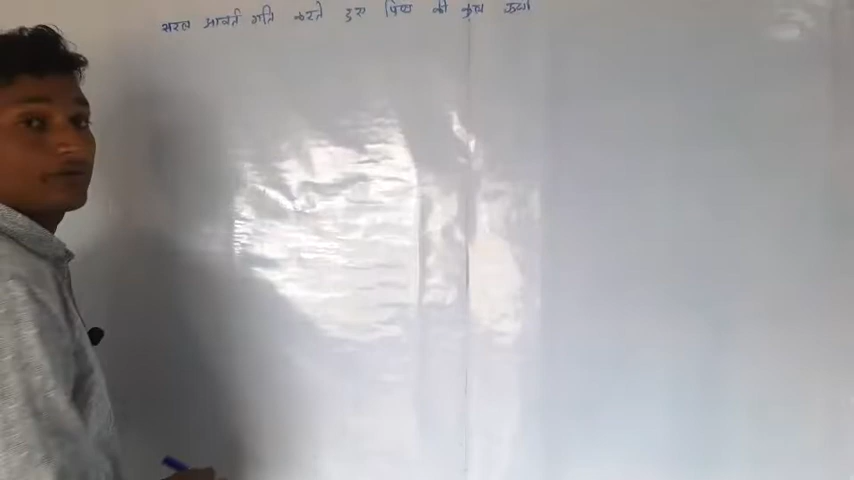 सरल आवर्त गति करते हुए पिण्ड की कुल ऊर्जा